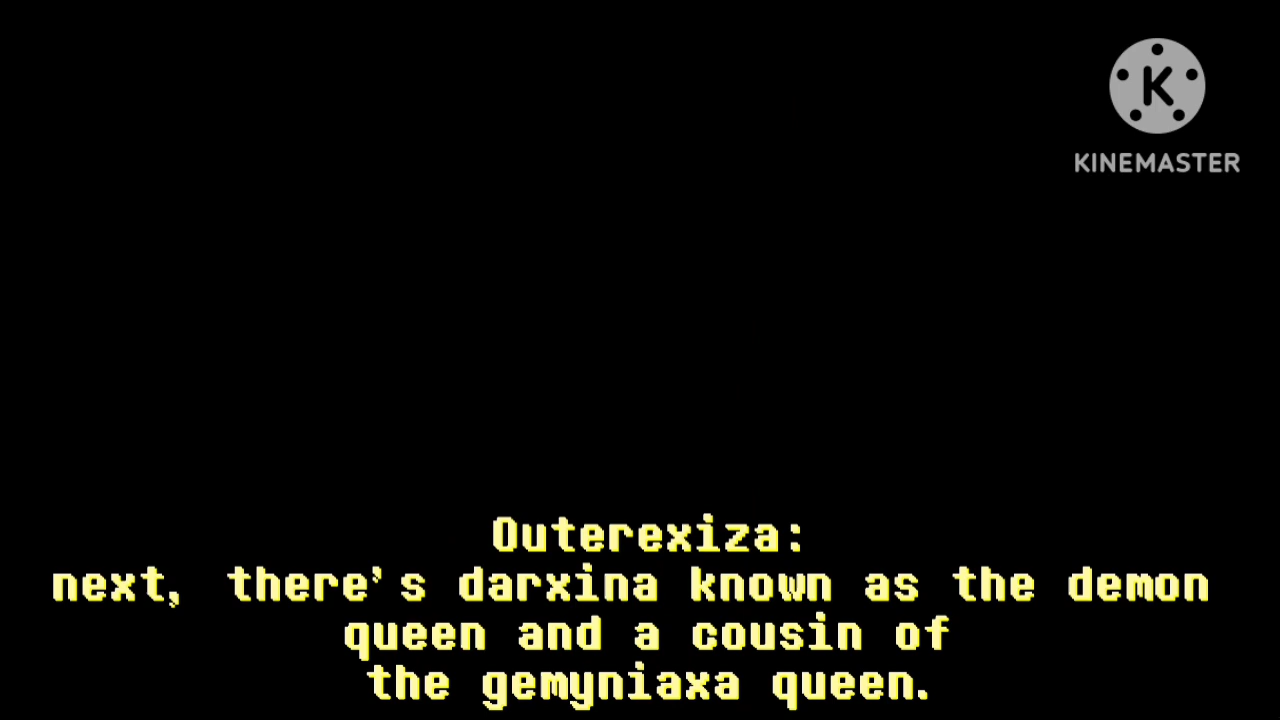 K
KINEMASTER
Outerexiza:
next, there's darxina known as the demon
queen and a cousin of
the gemyniaxa queen.